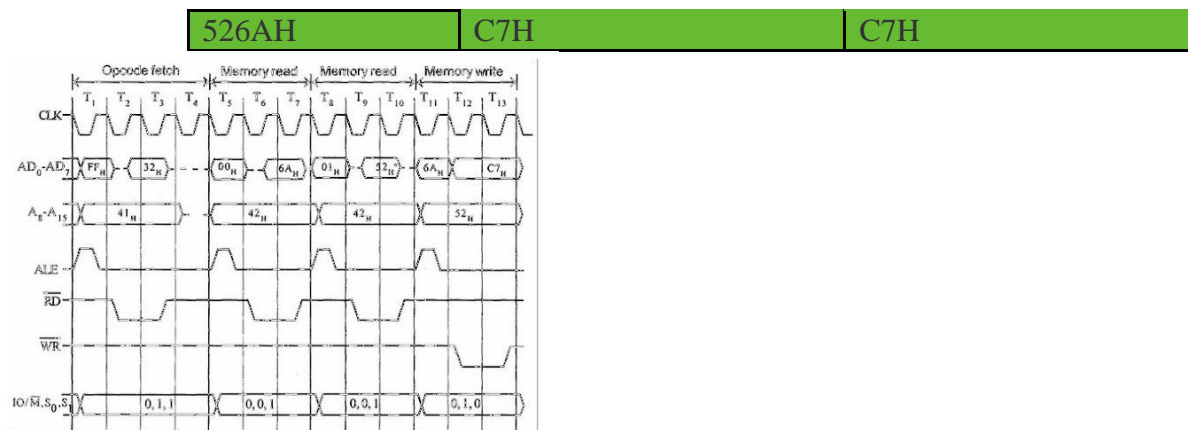 526AH C7H C7H
Opcode fetch Memory read Memory read Memory write
T1 T2 T3 T4 T5 T6 T7 T8 T9 T10 T11 T12 T13
CLK
AD0-AD7 FFH 32H 00H 6AH 01H 52H 6AH C7H
A8-A15 41H 42H 42H 52H
ALE
RD
WR
IO/M,S0,S1 0,1,1 0,0,1 0,0,1 0,1,0